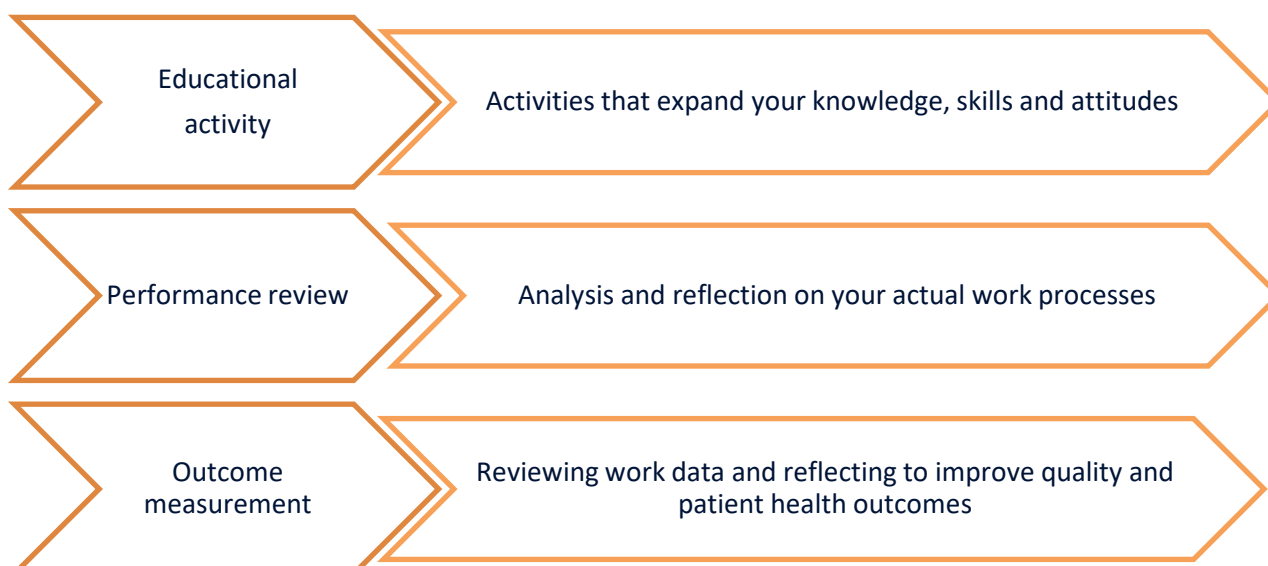 Educational
activity
Activities that expand your knowledge, skills and attitudes
Performance review
Analysis and reflection on your actual work processes
Outcome
measurement
Reviewing work data and reflecting to improve quality and
patient health outcomes